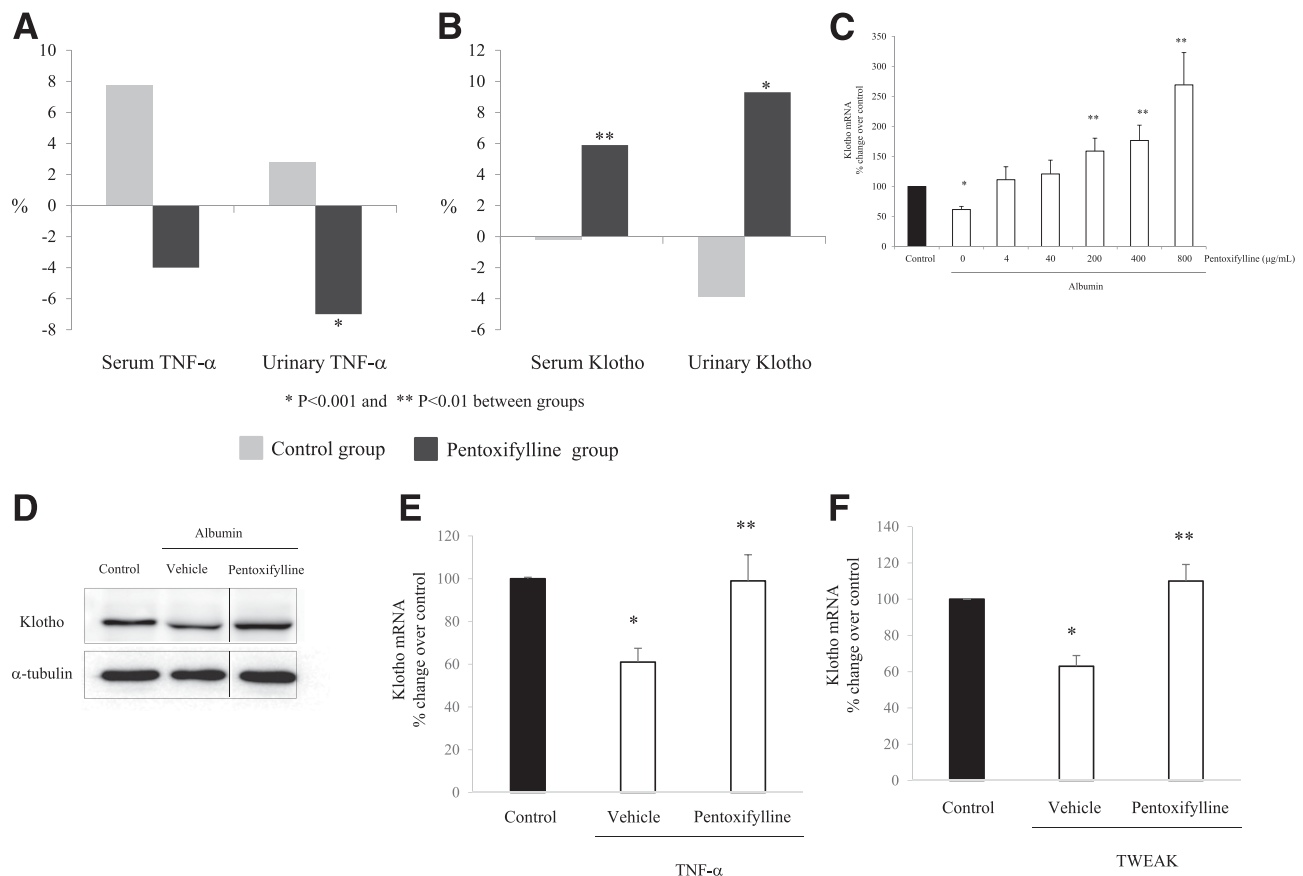 A
10
8
6
4
2
0
-2
-4
-6
-8
%
*
Serum TNF-α
Urinary TNF-α
B
12
10
8
6
4
2
0
-2
-4
-6
%
**
*
Serum Klotho
Urinary Klotho
* P<0.001 and ** P<0.01 between groups
Control group
Pentoxifylline group
C
350
300
250
200
150
100
50
0
Klotho mRNA
% change over control
*
**
**
**
Control
0
4
40
200
400
800
Pentoxifylline (μg/mL)
Albumin
D
Albumin
Control
Vehicle
Pentoxifylline
Klotho
α-tubulin
E
120
100
80
60
40
20
0
Klotho mRNA
% change over control
*
**
Control
Vehicle
Pentoxifylline
TNF-α
F
140
120
100
80
60
40
20
0
Klotho mRNA
% change over control
*
**
Control
Vehicle
Pentoxifylline
TWEAK